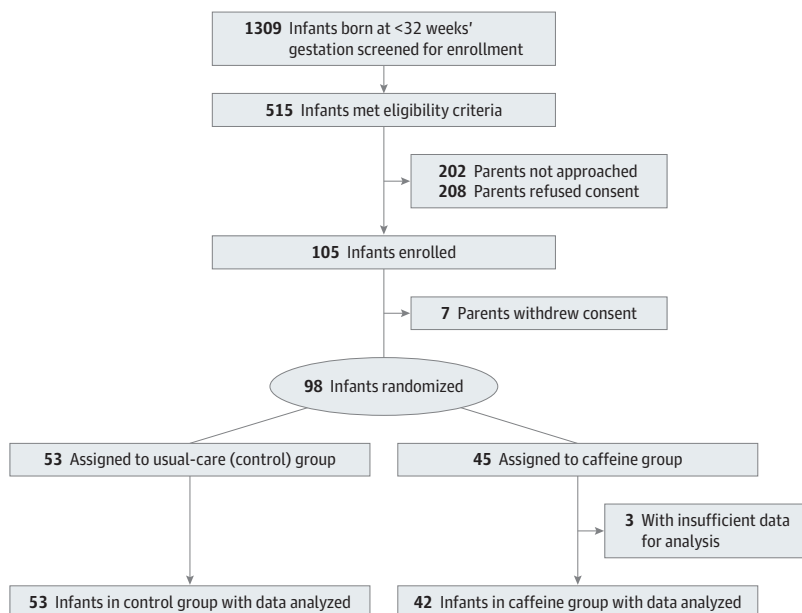 1309 Infants born at <32 weeks’
gestation screened for enrollment
515 Infants met eligibility criteria
202 Parents not approached
208 Parents refused consent
105 Infants enrolled
7 Parents withdrew consent
98 Infants randomized
53 Assigned to usual-care (control) group
45 Assigned to caffeine group
3 With insufficient data
for analysis
53 Infants in control group with data analyzed
42 Infants in caffeine group with data analyzed